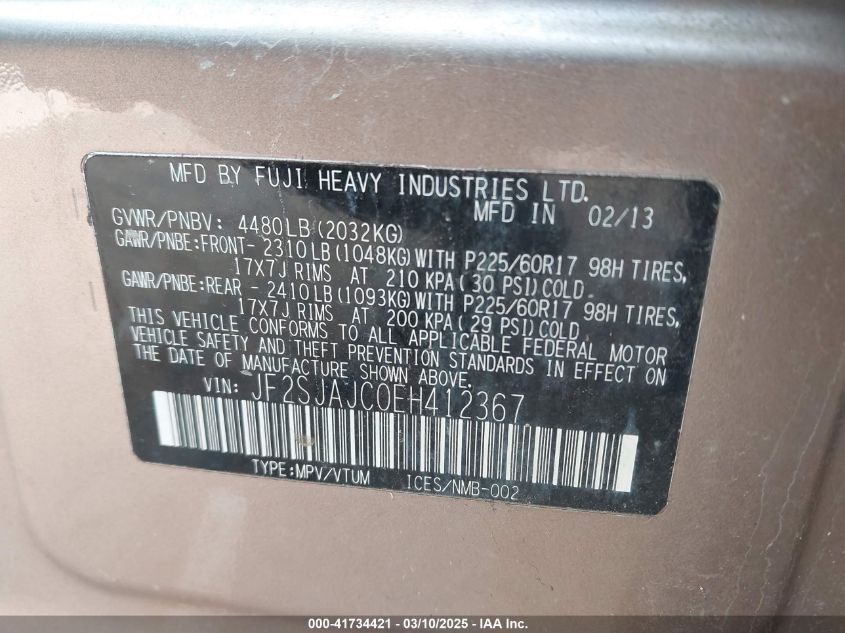 MFD BY FUJI HEAVY INDUSTRIES LTD.
MFD IN 02/13
GVWR/PNBV: 4480LB(2032KG)
GAWR/PNBE:FRONT- 2310LB(1048KG)WITH P225/60R17 98H TIRES,
17X7J RIMS AT 210 KPA(30 PSI)COLD.
GAWR/PNBE:REAR - 2410LB(1093KG)WITH P225/60R17 98H TIRES,
17X7J RIMS AT 200 KPA(29 PSI)COLD.
THIS VEHICLE CONFORMS TO ALL APPLICABLE FEDERAL MOTOR
VEHICLE SAFETY AND THEFT PREVENTION STANDARDS IN EFFECT ON
THE DATE OF MANUFACTURE SHOWN ABOVE.
VIN: JF2SJAJC0EH412367
TYPE:MPV/VTUM ICES/NMB-002
000-41734421 - 03/10/2025 - IAA Inc.